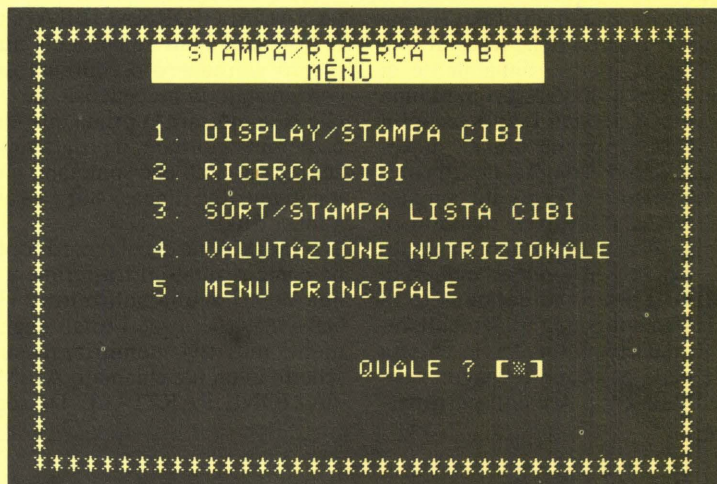 ****************************************
STAMPA/RICERCA CIBI
MENU
1. DISPLAY/STAMPA CIBI
2. RICERCA CIBI
3. SORT/STAMPA LISTA CIBI
4. VALUTAZIONE NUTRIZIONALE
5. MENU PRINCIPALE
QUALE ? [※]
****************************************